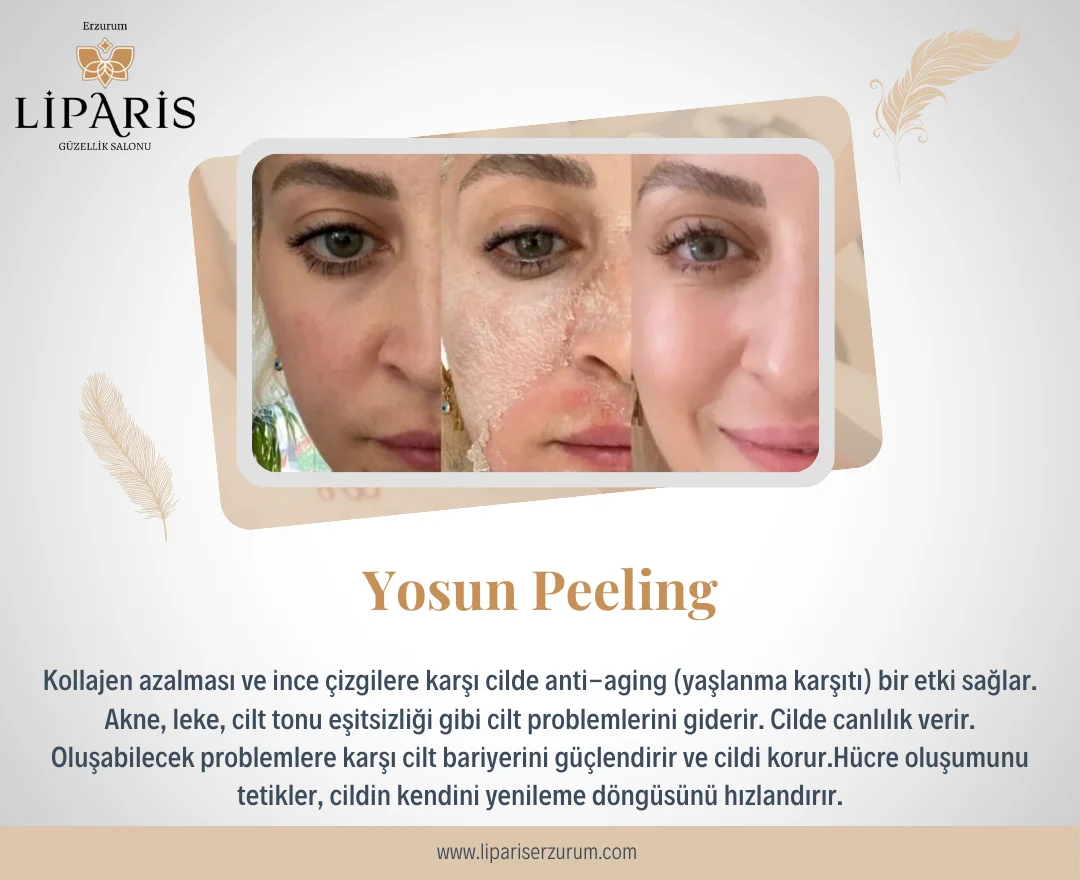 Erzurum
LİPARİS
GÜZELLİK SALONU
Yosun Peeling
Kollajen azalması ve ince çizgilere karşı cilde anti-aging (yaşlanma karşıtı) bir etki sağlar.
Akne, leke, cilt tonu eşitsizliği gibi cilt problemlerini giderir. Cilde canlılık verir.
Oluşabilecek problemlere karşı cilt bariyerini güçlendirir ve cildi korur.Hücre oluşumunu
tetikler, cildin kendini yenileme döngüsünü hızlandırır.
www.lipariserzurum.com